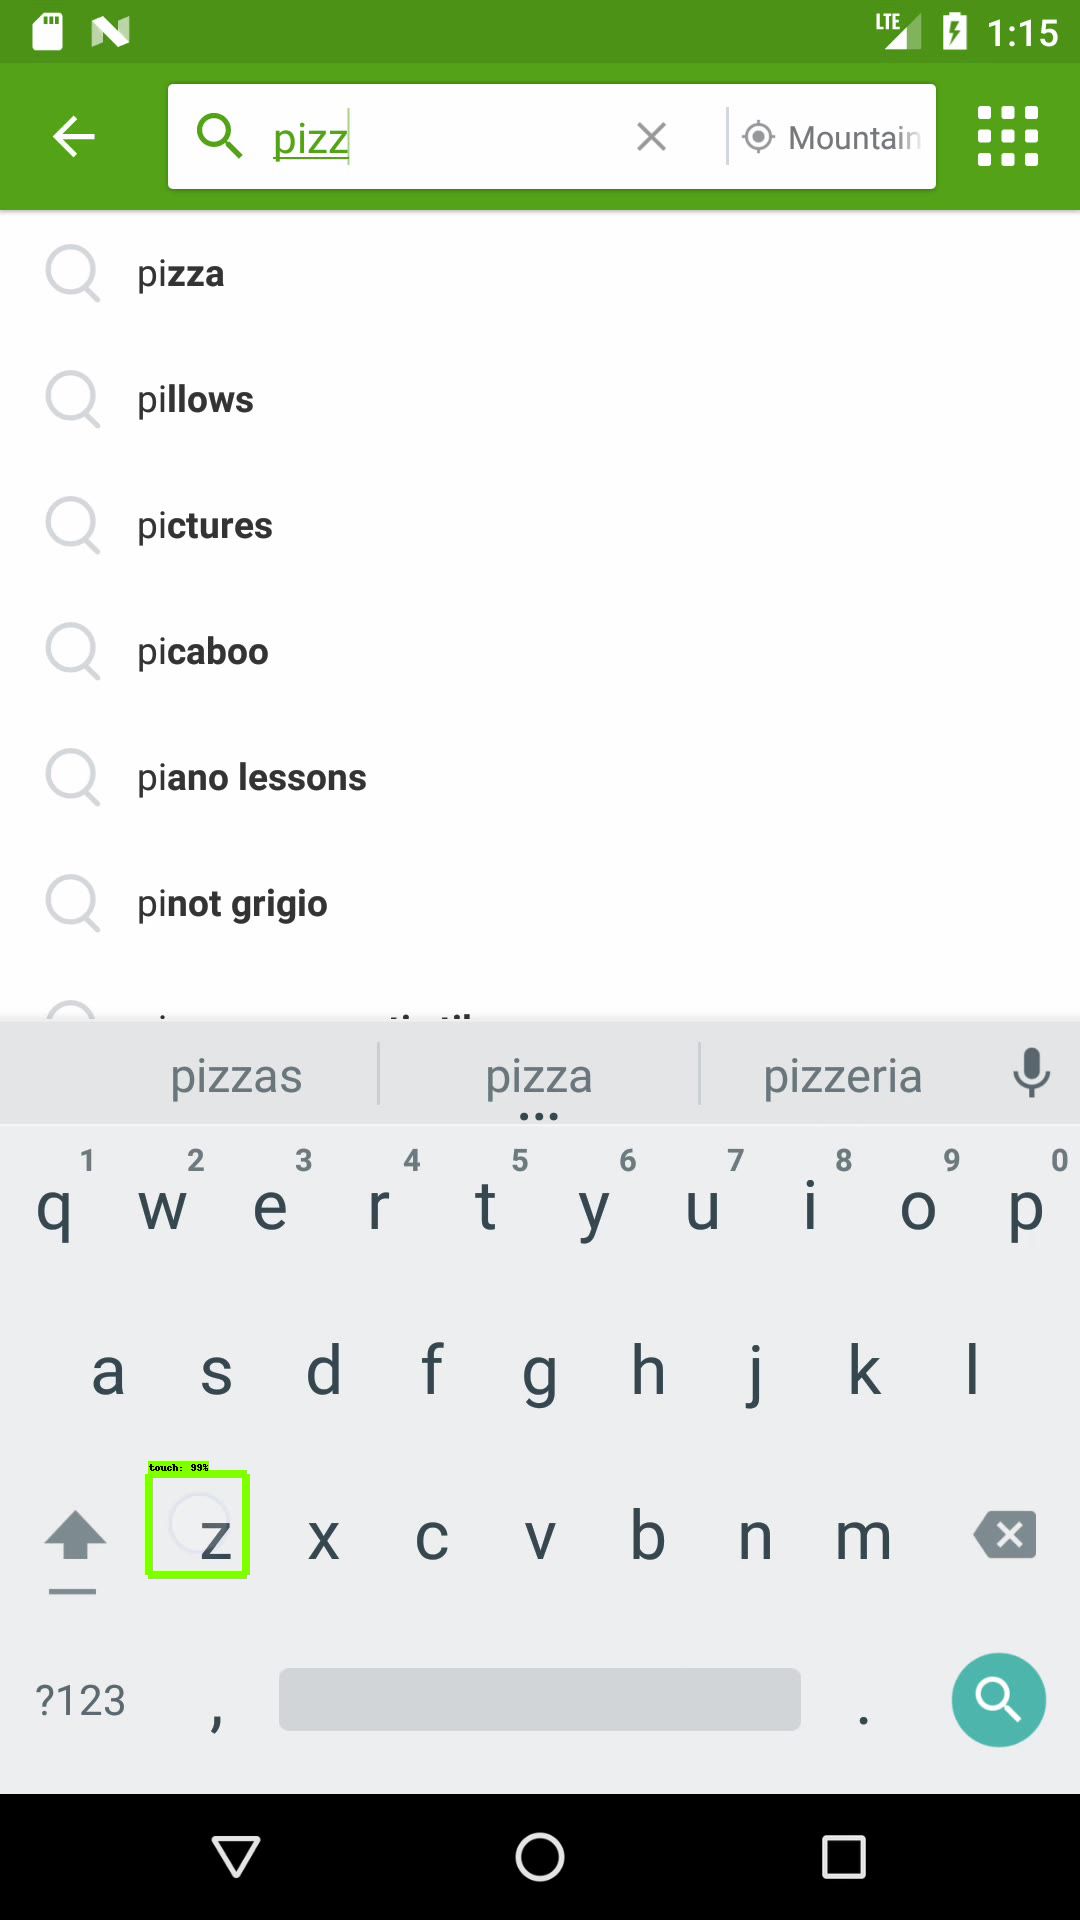 LTE 1:15
pizz Mountain
pizza
pillows
pictures
picaboo
piano lessons
pinot grigio
pizzas pizza pizzeria
1 2 3 4 5 6 7 8 9 0
q w e r t y u i o p
a s d f g h j k l
touch: 99%
z x c v b n m
?123 , .